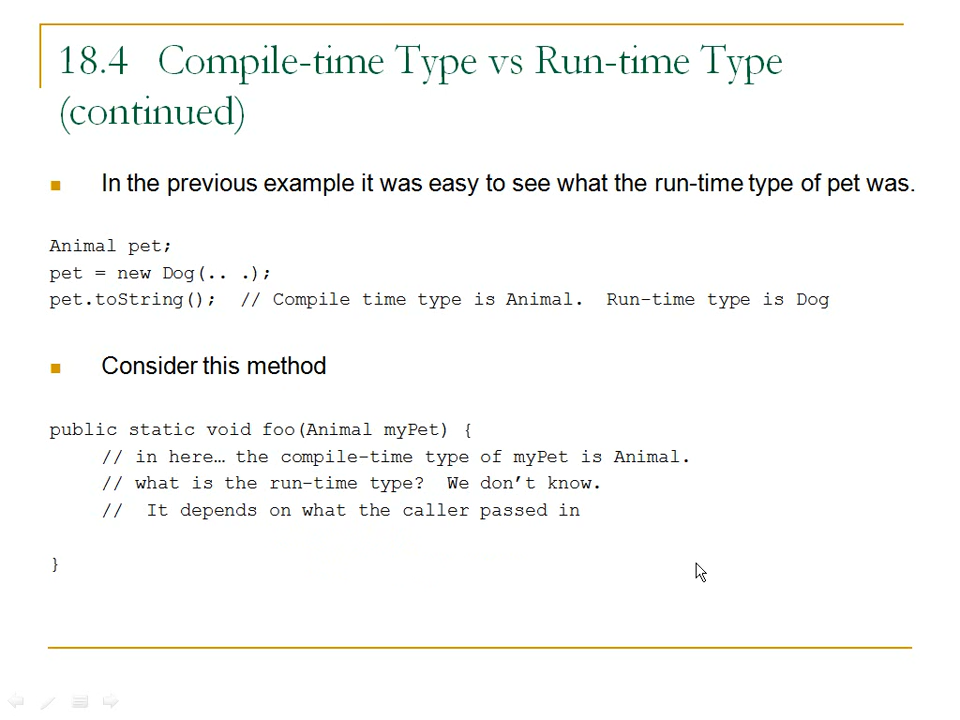 18.4 Compile-time Type vs Run-time Type
(continued)
In the previous example it was easy to see what the run-time type of pet was.
Animal pet;
pet = new Dog(.. .);
pet.toString(); // Compile time type is Animal. Run-time type is Dog
Consider this method
public static void foo(Animal myPet) {
// in here… the compile-time type of myPet is Animal.
// what is the run-time type? We don’t know.
// It depends on what the caller passed in
}